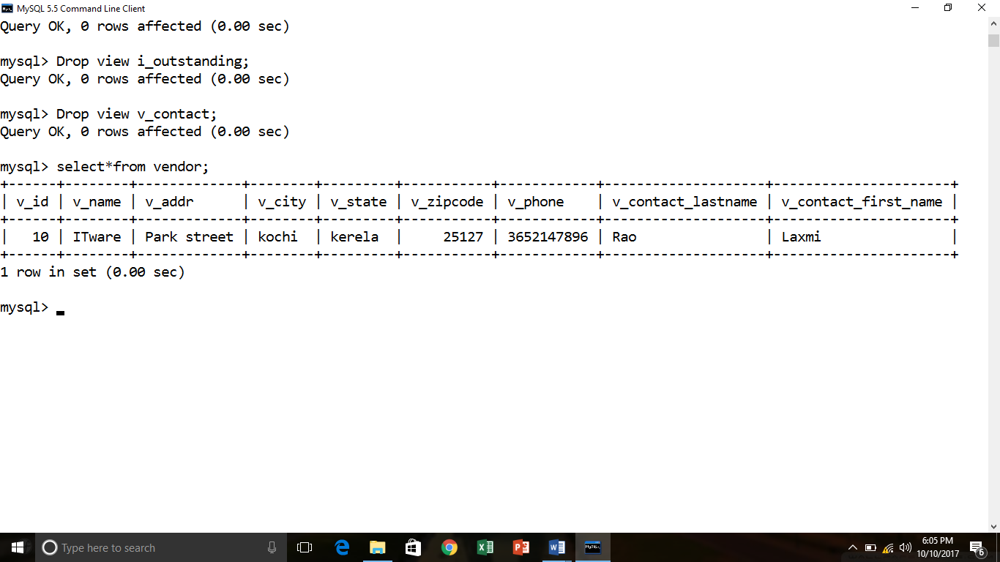 MySQL 5.5 Command Line Client
Query OK, 0 rows affected (0.00 sec)
mysql> Drop view i_outstanding;
Query OK, 0 rows affected (0.00 sec)
mysql> Drop view v_contact;
Query OK, 0 rows affected (0.00 sec)
mysql> select*from vendor;
+------+--------+-------------+--------+---------+-----------+------------+--------------------+----------------------+
| v_id | v_name | v_addr | v_city | v_state | v_zipcode | v_phone | v_contact_lastname | v_contact_first_name |
+------+--------+-------------+--------+---------+-----------+------------+--------------------+----------------------+
| 10 | ITware | Park street | kochi | kerela | 25127 | 3652147896 | Rao | Laxmi |
+------+--------+-------------+--------+---------+-----------+------------+--------------------+----------------------+
1 row in set (0.00 sec)
mysql>
Type here to search
6:05 PM
10/10/2017
6